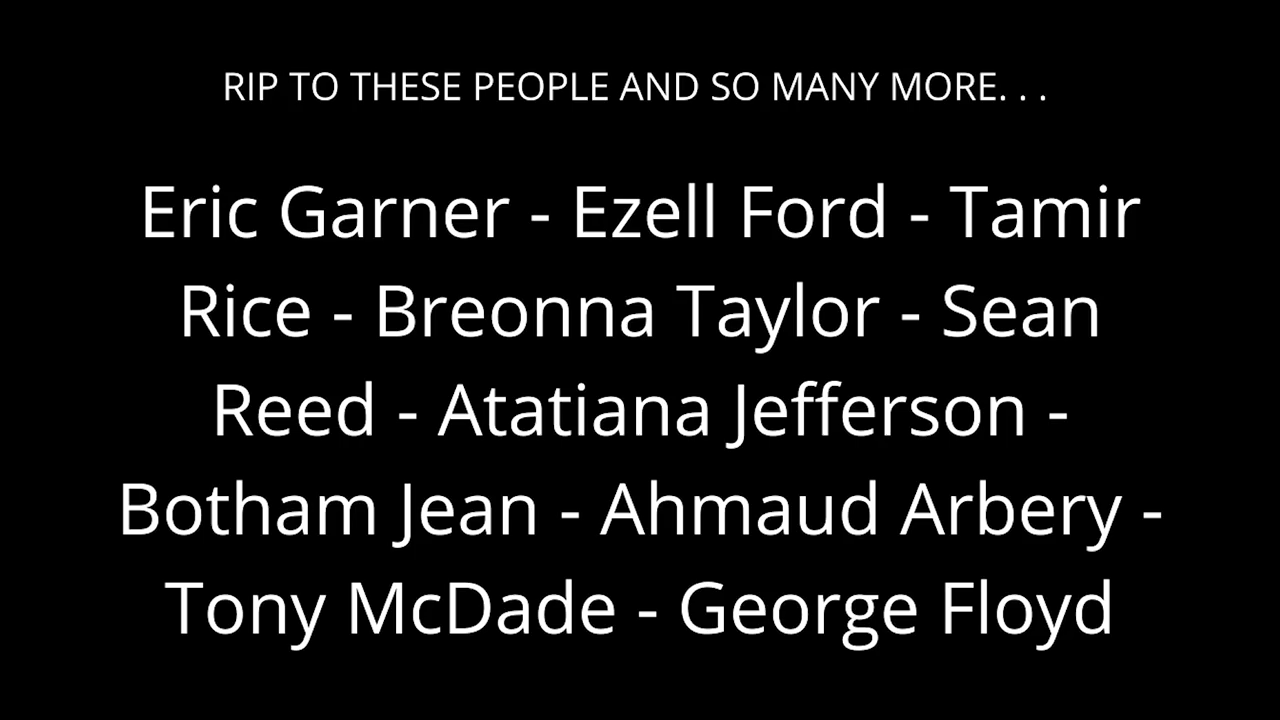 RIP TO THESE PEOPLE AND SO MANY MORE. . .
Eric Garner - Ezell Ford - Tamir
Rice - Breonna Taylor - Sean
Reed - Atatiana Jefferson -
Botham Jean - Ahmaud Arbery -
Tony McDade - George Floyd